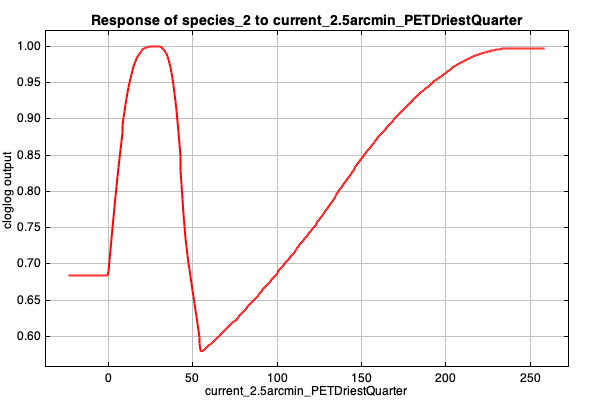 Response of species_2 to current_2.5arcmin_PETDriestQuarter
1.00
0.95
0.90
0.85
0.80
0.75
0.70
0.65
0.60
cloglog output
0 50 100 150 200 250
current_2.5arcmin_PETDriestQuarter